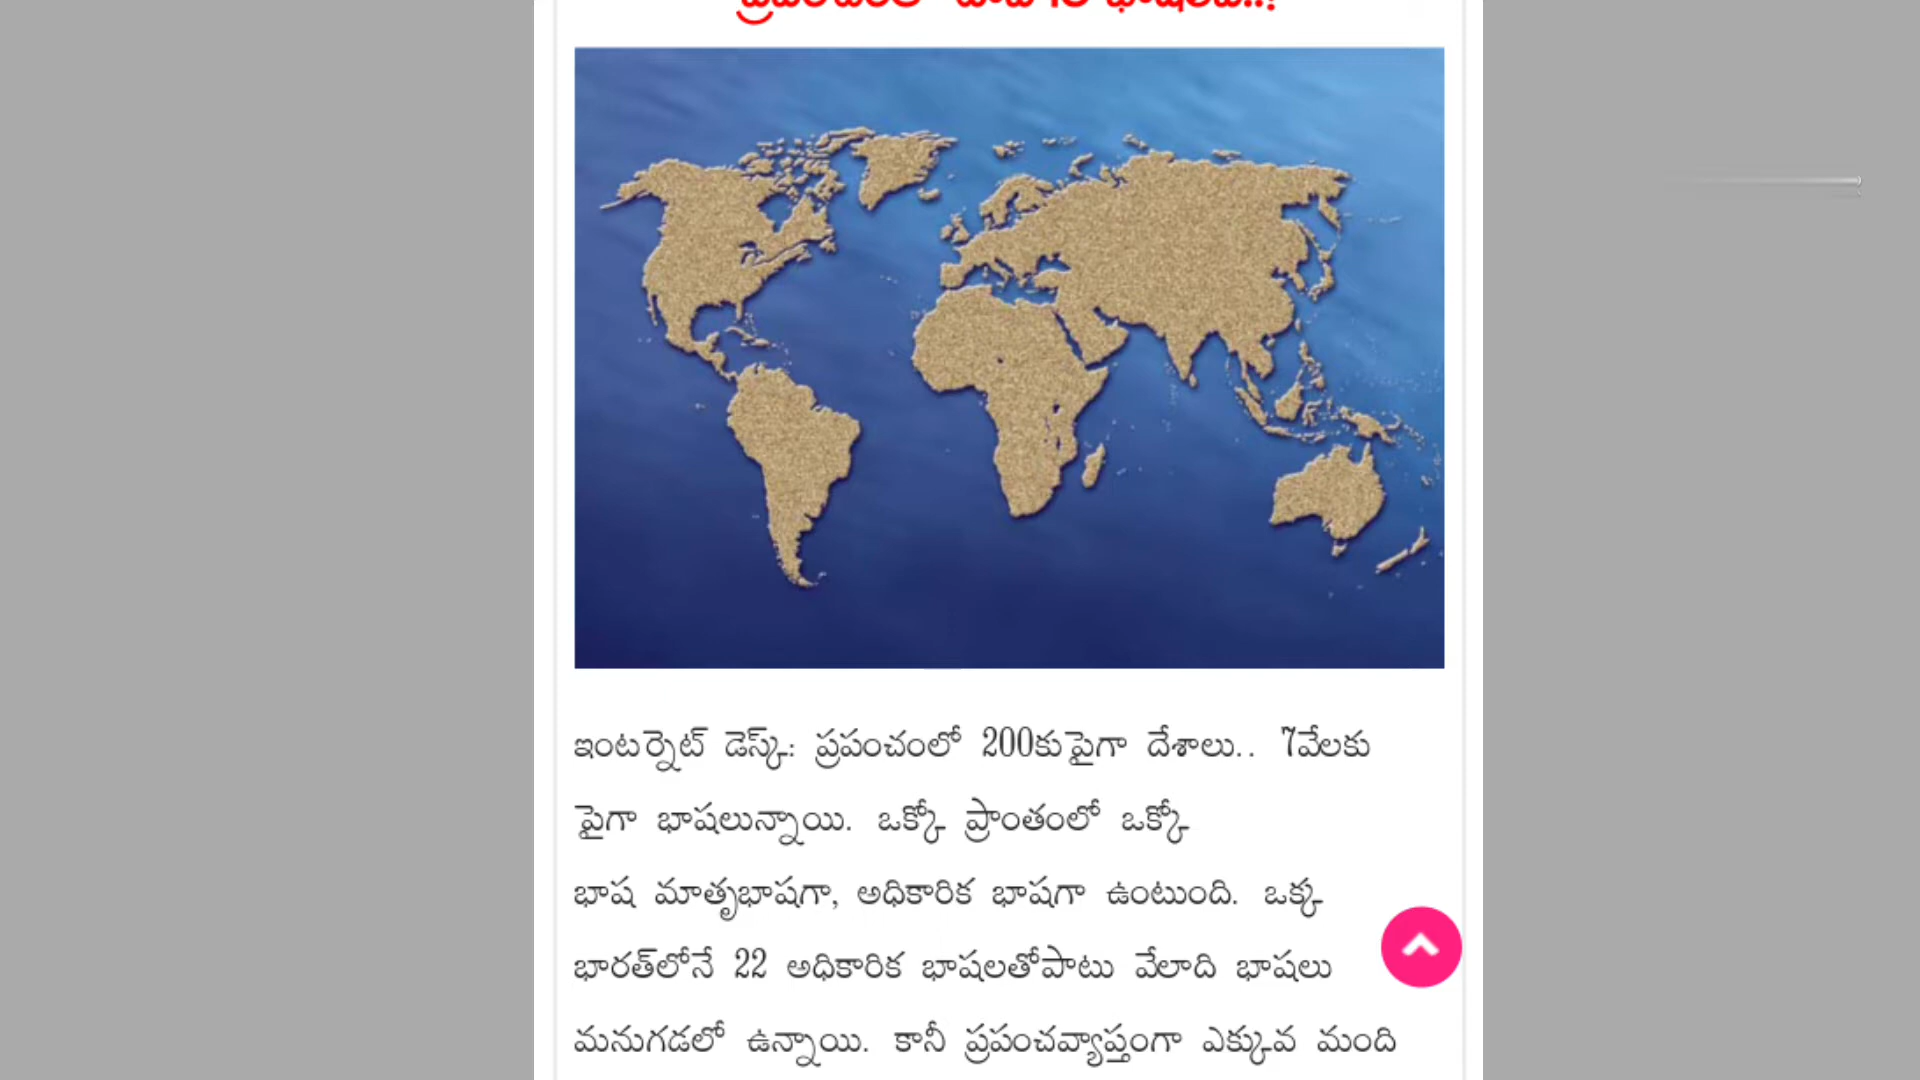 ఇంటర్నెట్ డెస్క్: ప్రపంచంలో 200కుపైగా దేశాలు.. 7వేలకు
పైగా భాషలున్నాయి. ఒక్కో ప్రాంతంలో ఒక్కో
భాష మాతృభాషగా, అధికారిక భాషగా ఉంటుంది. ఒక్క
భారత్‌లోనే 22 అధికారిక భాషలతోపాటు వేలాది భాషలు
మనుగడలో ఉన్నాయి. కానీ ప్రపంచవ్యాప్తంగా ఎక్కువ మంది